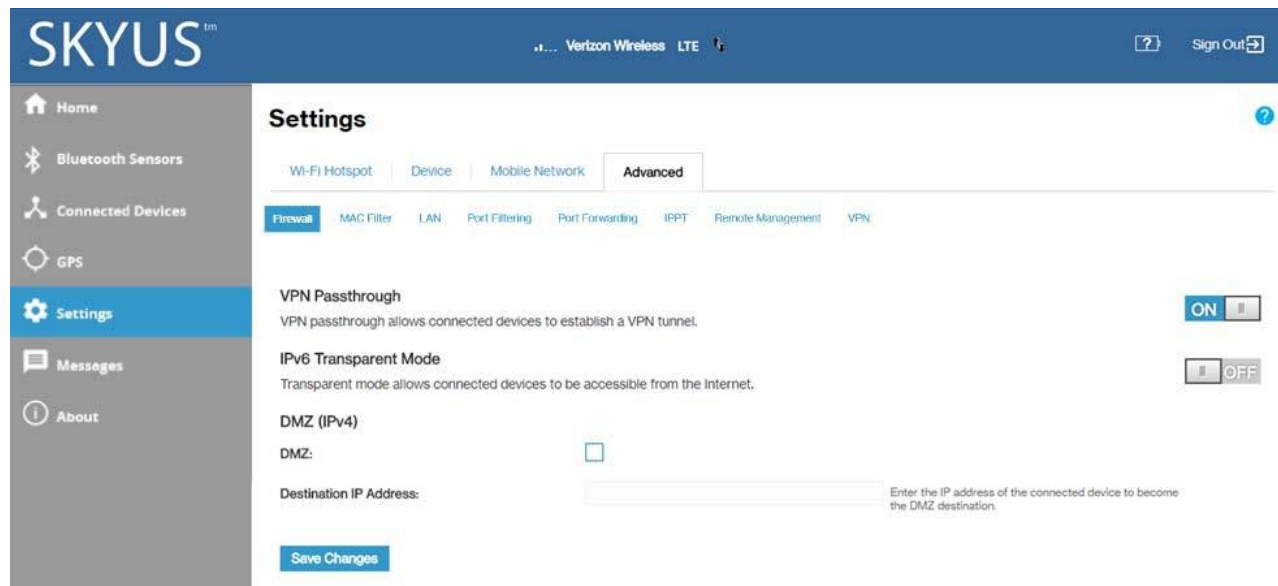 SKYUS™
Verizon Wireless LTE
Sign Out
Home
Bluetooth Sensors
Connected Devices
GPS
Settings
Messages
About
Settings
Wi-Fi Hotspot Device Mobile Network Advanced
Firewall MAC Filter LAN Port Filtering Port Forwarding IPPT Remote Management VPN
VPN Passthrough
VPN passthrough allows connected devices to establish a VPN tunnel.
ON
IPv6 Transparent Mode
Transparent mode allows connected devices to be accessible from the Internet.
OFF
DMZ (IPv4)
DMZ:
Destination IP Address:
Enter the IP address of the connected device to become
the DMZ destination.
Save Changes